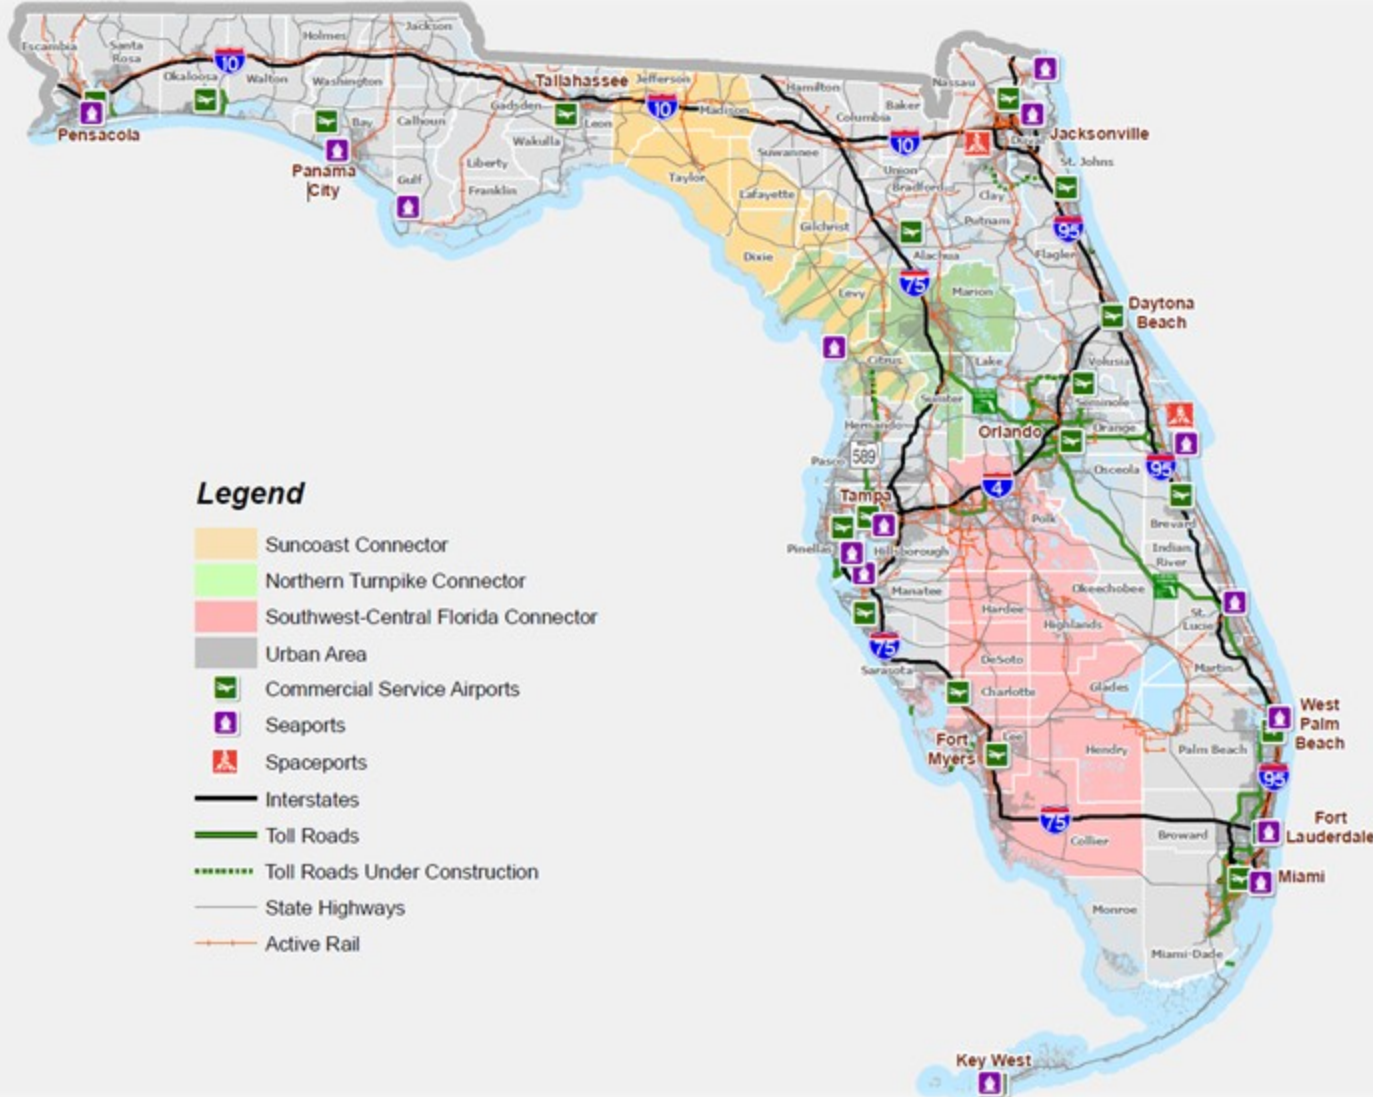 Escambia
Santa
Rosa
Holmes
Jackson
10
Okaloosa
Walton
Washington
Tallahassee
Jefferson
10
Madison
Hamilton
Nassau
Baker
Columbia
Pensacola
Bay
Calhoun
Gadsden
Leon
Wakulla
Suwannee
10
Duval
Jacksonville
St. Johns
Panama
City
Gulf
Liberty
Franklin
Taylor
Lafayette
Union
Bradford
Clay
Gilchrist
Putnam
95
Dixie
Alachua
Flagler
Levy
75
Marion
Daytona
Beach
Citrus
Lake
Volusia
Sumter
Seminole
Hernando
Orlando
Orange
Pasco
589
Osceola
95
4
Tampa
Polk
Brevard
Pinellas
Hillsborough
Indian
River
Manatee
Okeechobee
Hardee
Highlands
St.
Lucie
75
Sarasota
DeSoto
Martin
Charlotte
Glades
Fort
Myers
Lee
Hendry
Palm Beach
West
Palm
Beach
95
75
Collier
Broward
Fort
Lauderdale
Miami
Monroe
Miami-Dade
Key West
Legend
Suncoast Connector
Northern Turnpike Connector
Southwest-Central Florida Connector
Urban Area
Commercial Service Airports
Seaports
Spaceports
Interstates
Toll Roads
Toll Roads Under Construction
State Highways
Active Rail